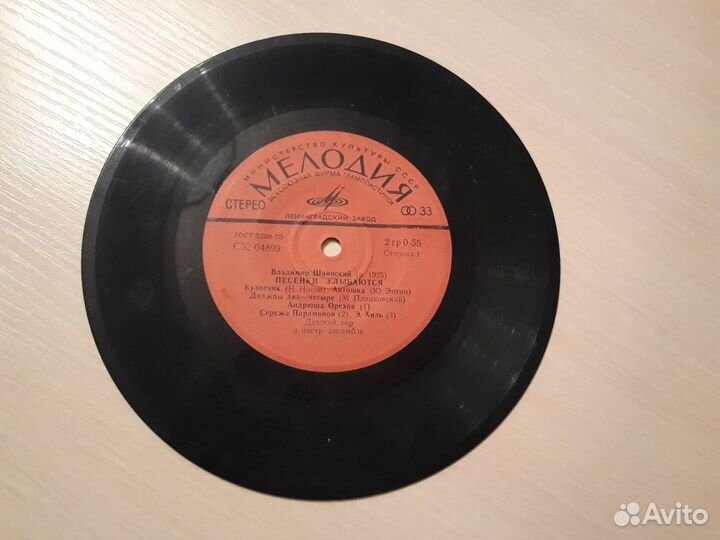 МИНИСТЕРСТВО КУЛЬТУРЫ СССР
МЕЛОДИЯ
ВСЕСОЮЗНАЯ ФИРМА ГРАМПЛАСТИНОК
СТЕРЕО
33
ЛЕНИНГРАДСКИЙ ЗАВОД
ГОСТ 5289-73
С52-04899
2 гр 0-55
Сторона 1
Владимир Шаинский (р. 1925)
ПЕСЕНКИ УЛЫБАЮТСЯ
Кузнечик (Н. Носов), Антошка (Ю. Энтин)
Дважды два—четыре (М. Пляцковский)
Андрюша Орехов (1)
Сережа Парамонов (2) Э. Хиль (3)
Детский хор
и инстр. ансамбль
Avito